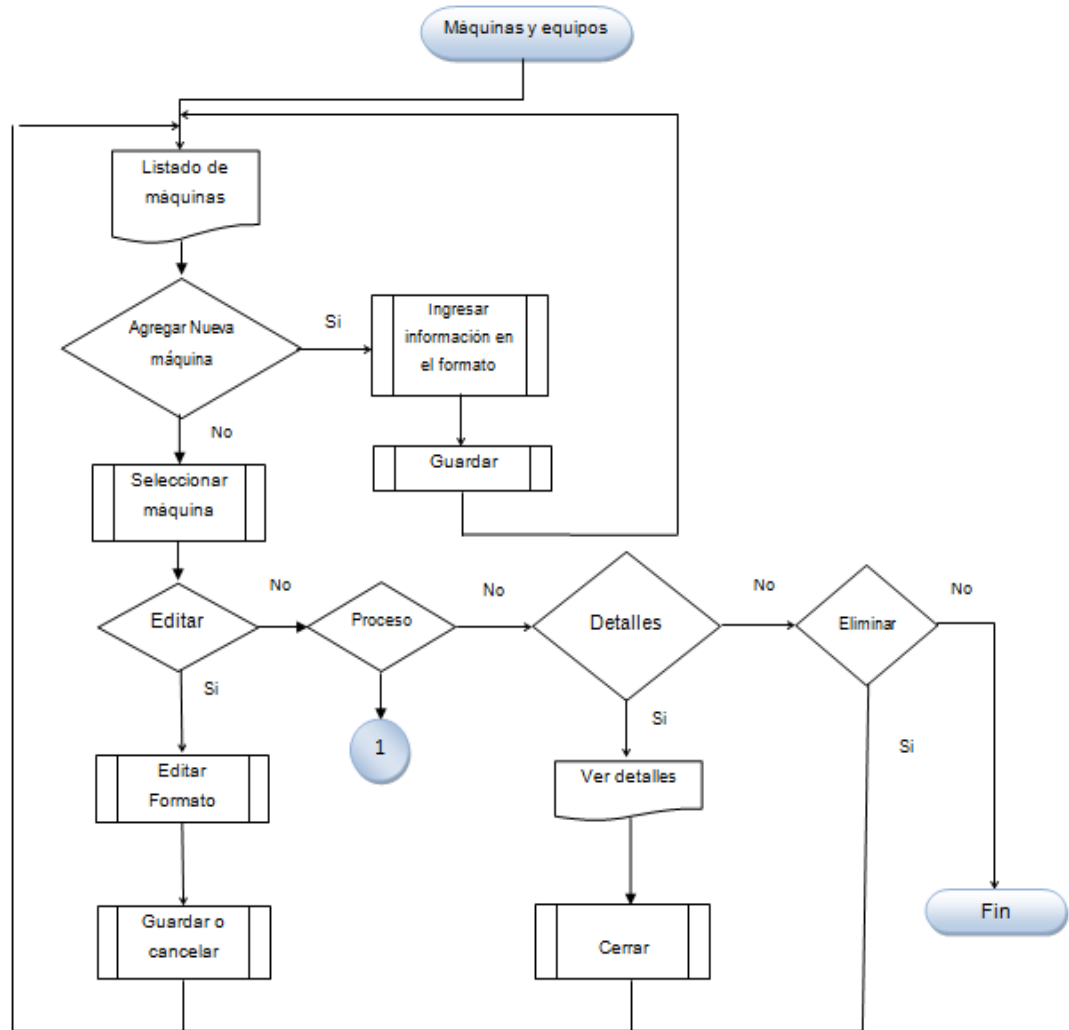 Máquinas y equipos
Listado de
máquinas
Agregar Nueva
máquina
Si
Ingresar
información en
el formato
No
Guardar
Seleccionar
máquina
Editar
No
Proceso
No
Detalles
No
Eliminar
No
Si
1
Si
Si
Editar
Formato
Ver detalles
Guardar o
cancelar
Cerrar
Fin